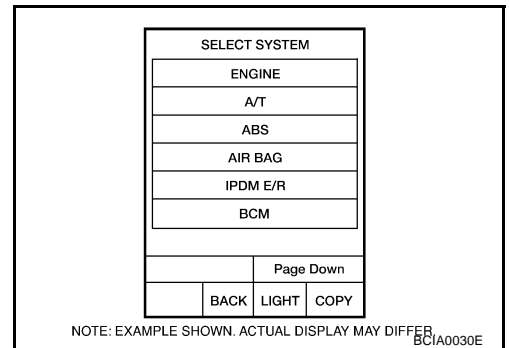 SELECT SYSTEM
ENGINE
A/T
ABS
AIR BAG
IPDM E/R
BCM
Page Down
BACK LIGHT COPY
NOTE: EXAMPLE SHOWN. ACTUAL DISPLAY MAY DIFFER.
BCIA0030E